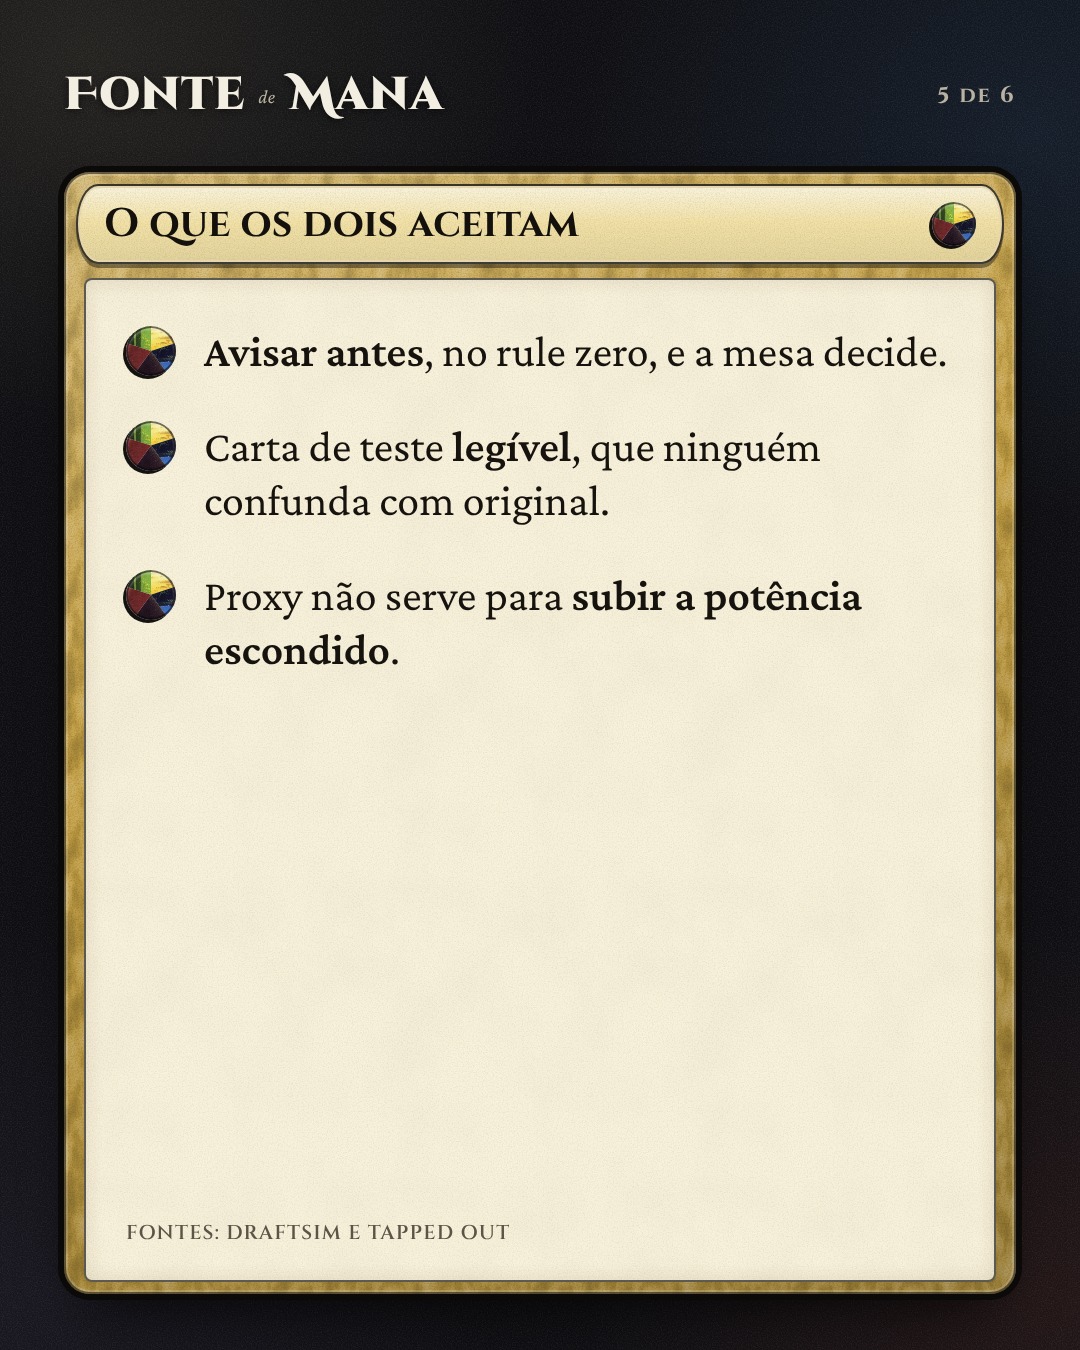 Fonte de Mana
5 de 6
O que os dois aceitam
Avisar antes, no rule zero, e a mesa decide.
Carta de teste legível, que ninguém
confunda com original.
Proxy não serve para subir a potência
escondido.
Fontes: Draftsim e Tapped Out